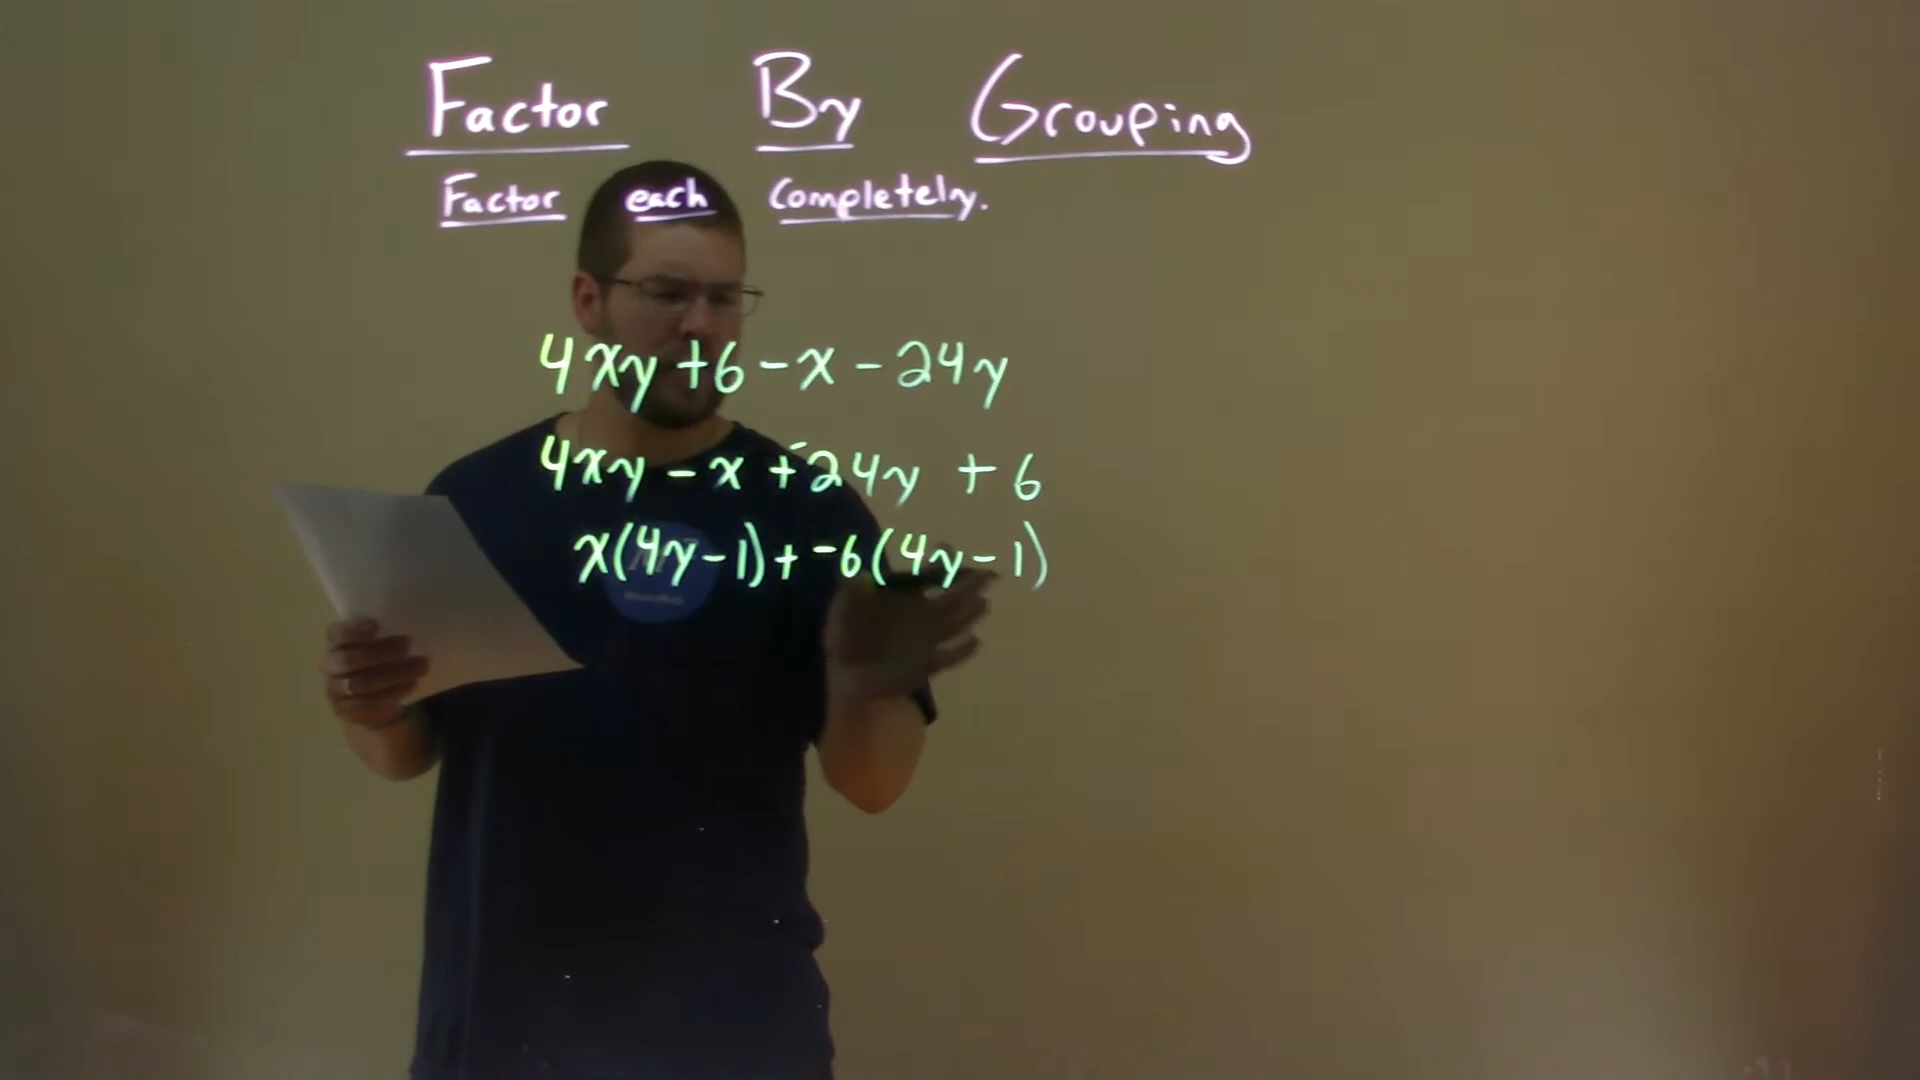 Factor By Grouping
Factor each Completely.
4xy +6 - x - 24y
4xy - x + -24y + 6
x(4y-1) + -6(4y-1)